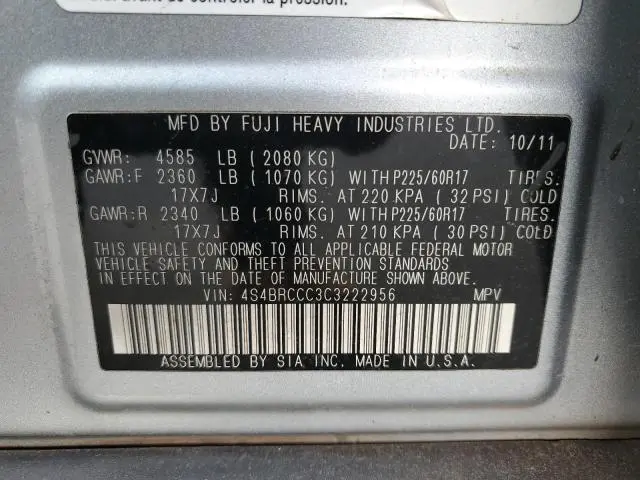 de contrôler la pression.
MFD BY FUJI HEAVY INDUSTRIES LTD.
DATE: 10/11
GVWR: 4585 LB ( 2080 KG)
GAWR:F 2360 LB ( 1070 KG) WITH P225/60R17 TIRES.
17X7J RIMS. AT 220 KPA ( 32 PSI) COLD
GAWR:R 2340 LB ( 1060 KG) WITH P225/60R17 TIRES.
17X7J RIMS. AT 210 KPA ( 30 PSI) COLD
THIS VEHICLE CONFORMS TO ALL APPLICABLE FEDERAL MOTOR
VEHICLE SAFETY AND THEFT PREVENTION STANDARDS
IN EFFECT ON THE DATE OF MANUFACTURE SHOWN ABOVE.
VIN: 4S4BRCCC3C3222956 MPV
ASSEMBLED BY SIA INC. MADE IN U.S.A.